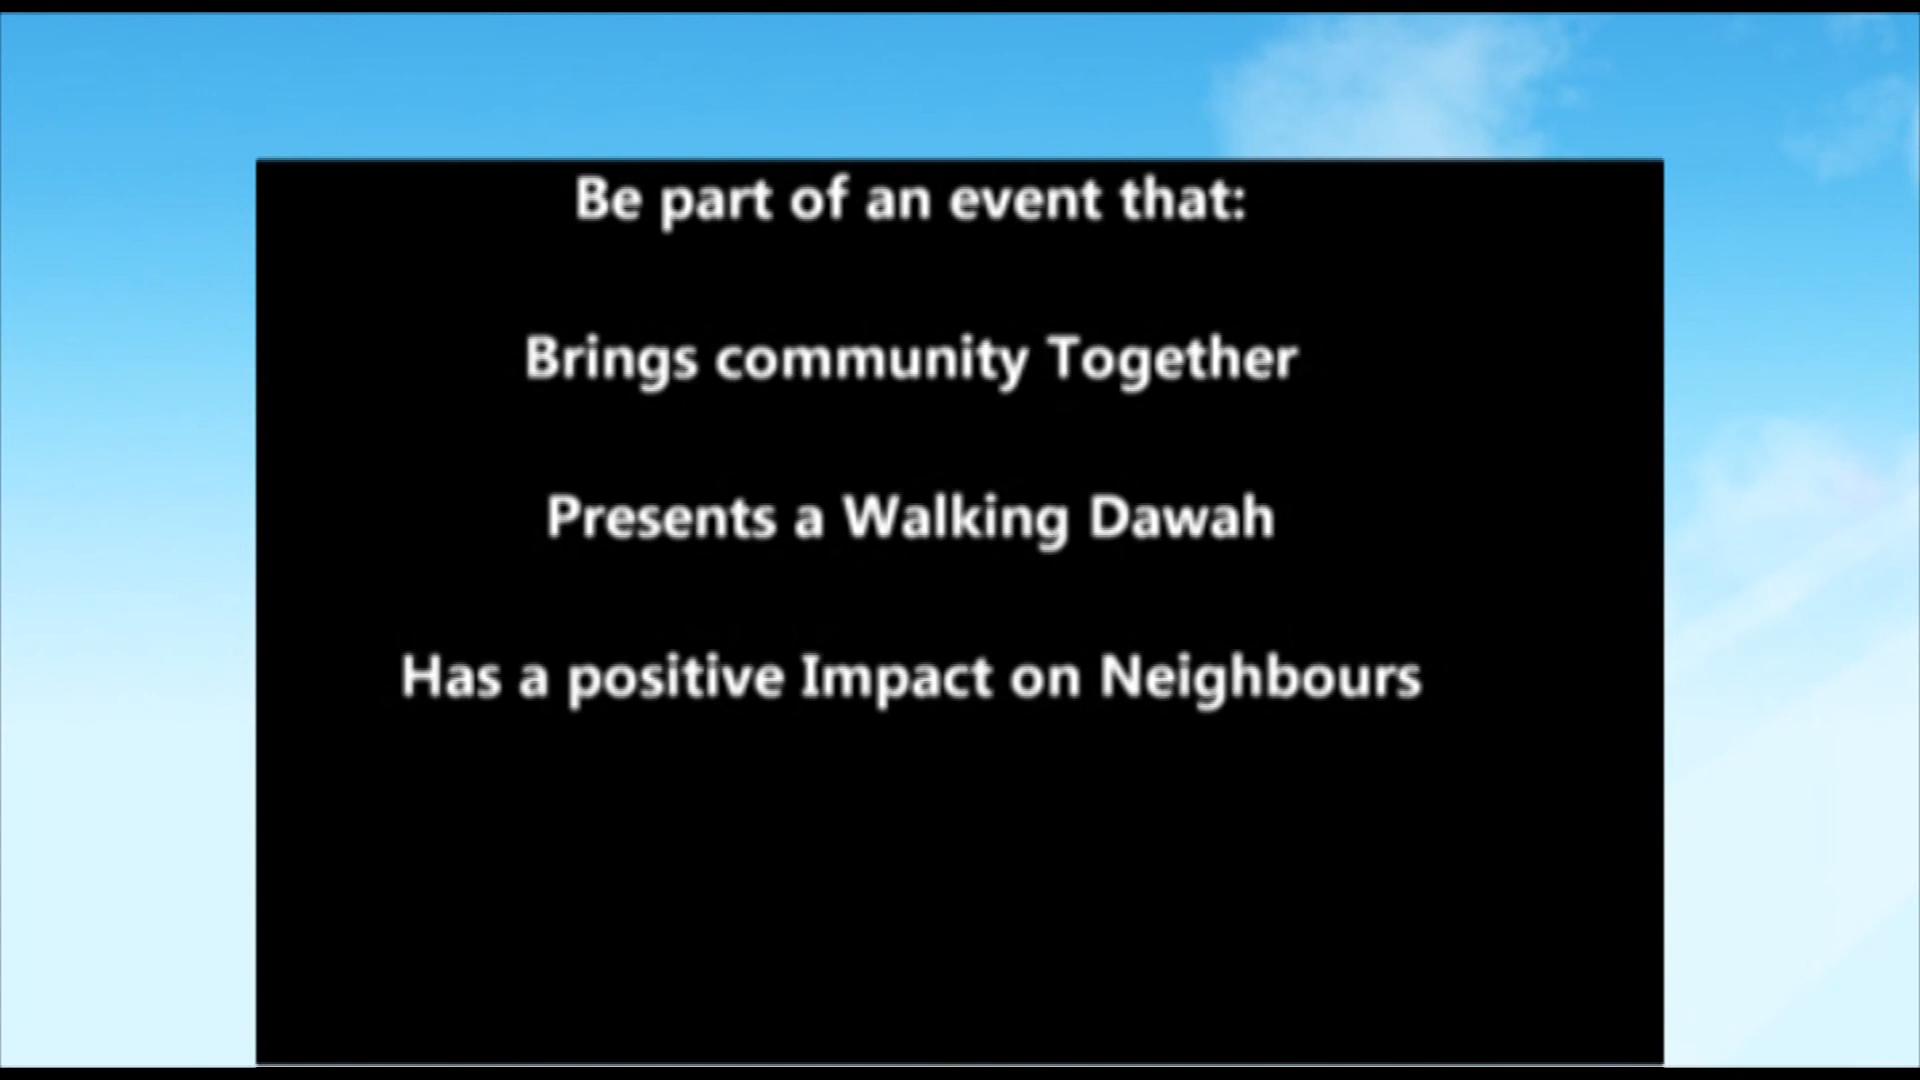 Be part of an event that:
Brings community Together
Presents a Walking Dawah
Has a positive Impact on Neighbours